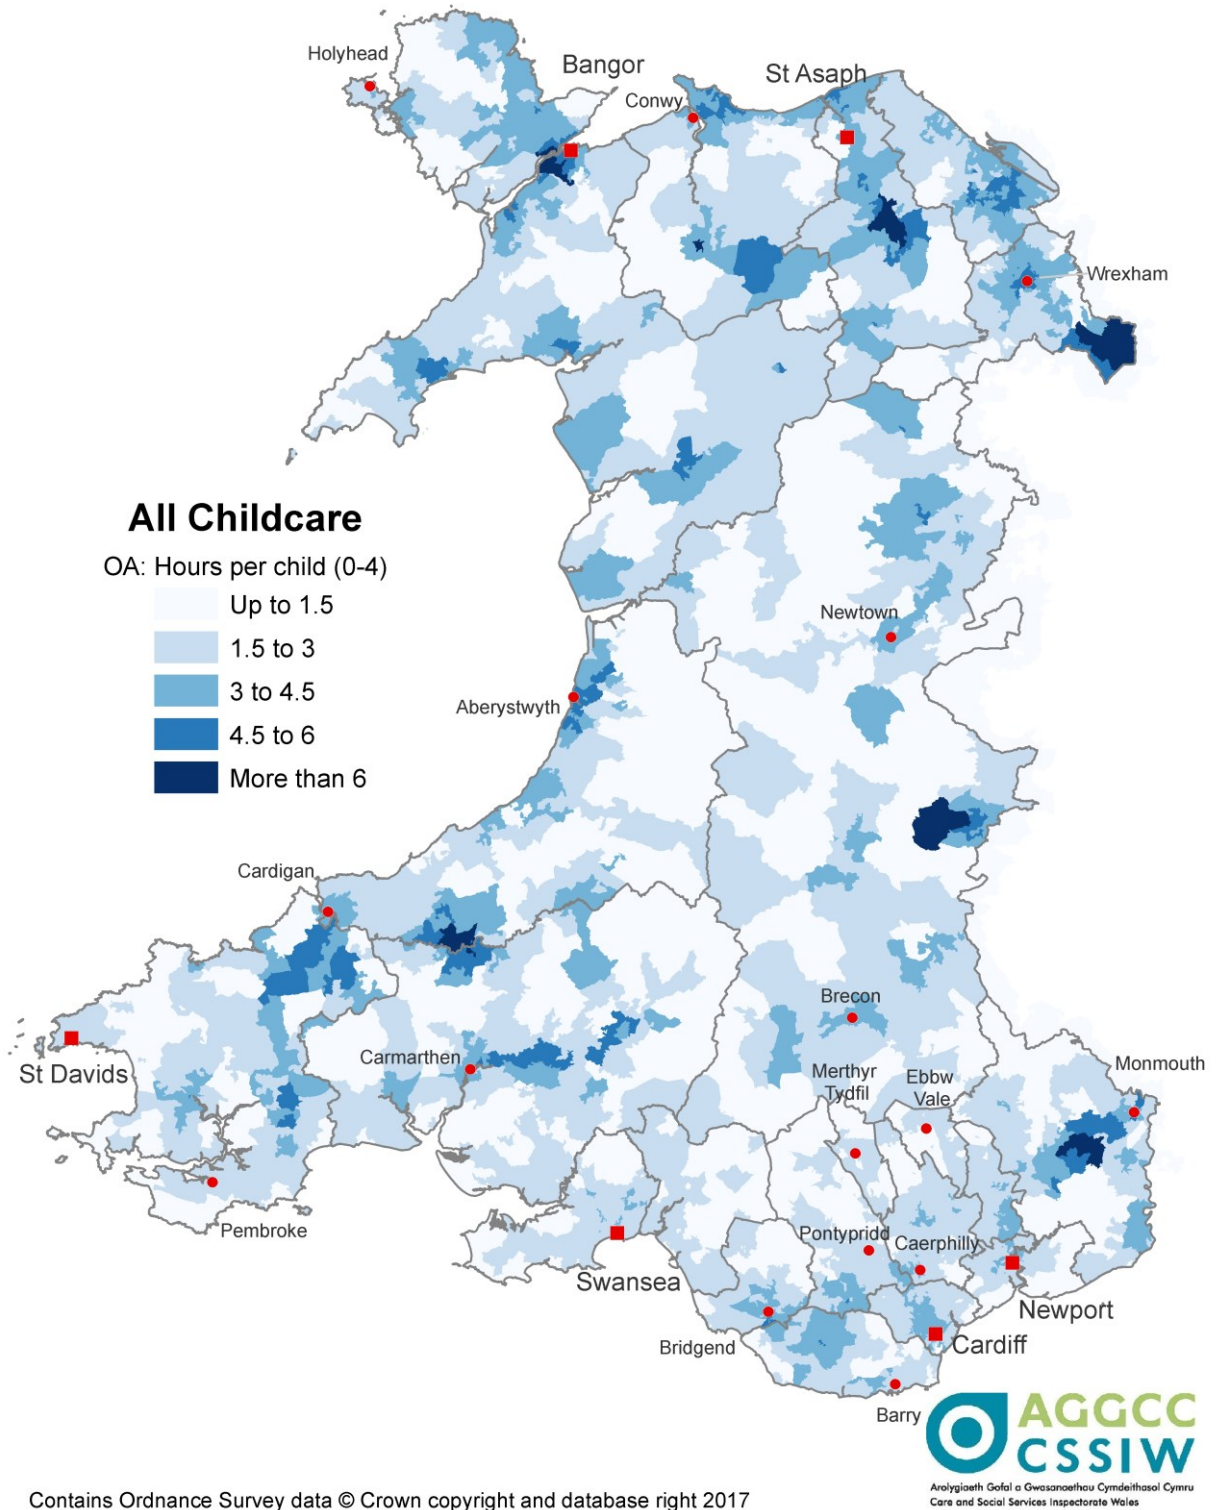 Holyhead
Bangor
St Asaph
Conwy
Wrexham
All Childcare
OA: Hours per child (0-4)
Up to 1.5
1.5 to 3
3 to 4.5
4.5 to 6
More than 6
Newtown
Aberystwyth
Cardigan
Brecon
St Davids
Carmarthen
Merthyr
Tydfil
Ebbw
Vale
Monmouth
Pembroke
Pontypridd
Caerphilly
Swansea
Newport
Bridgend
Cardiff
Barry
AGGCC
CSSIW
Arolygiaeth Gofal a Gwasanaethau Cymdeithasol Cymru
Care and Social Services Inspectorate Wales
Contains Ordnance Survey data © Crown copyright and database right 2017